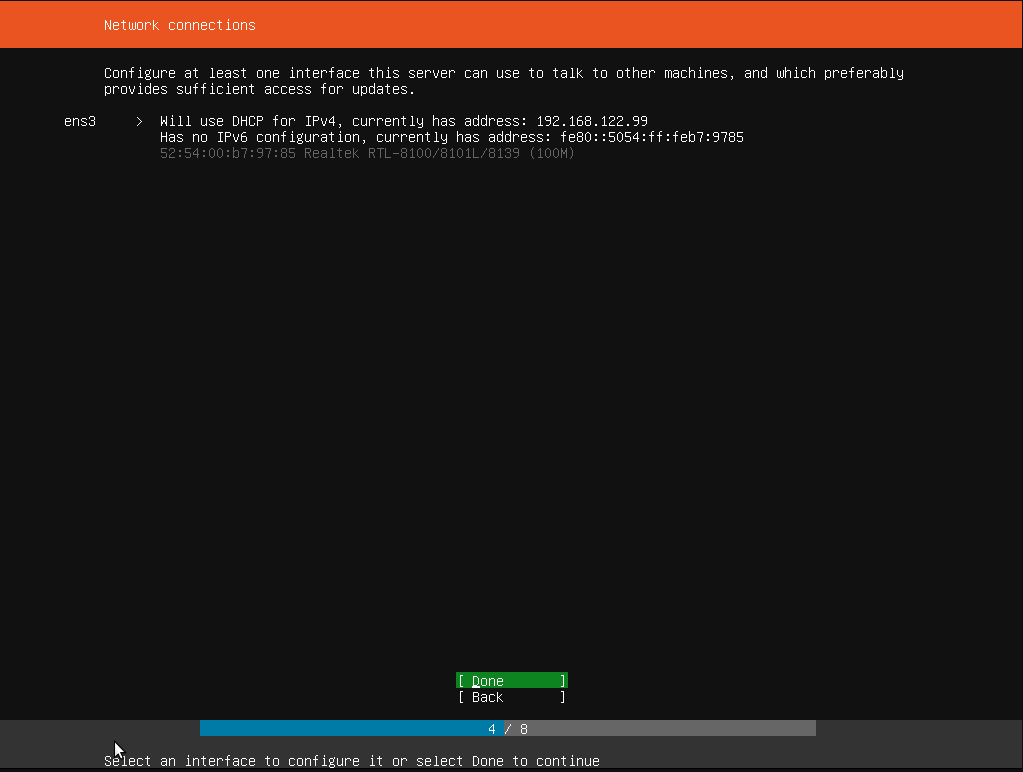 Network connections
Configure at least one interface this server can use to talk to other machines, and which preferably
provides sufficient access for updates.
ens3 > Will use DHCP for IPv4, currently has address: 192.168.122.99
Has no IPv6 configuration, currently has address: fe80::5054:ff:feb7:9785
52:54:00:b7:97:85 Realtek RTL-8100/8101L/8139 (100M)
[ Done ]
[ Back ]
4 / 8
Select an interface to configure it or select Done to continue